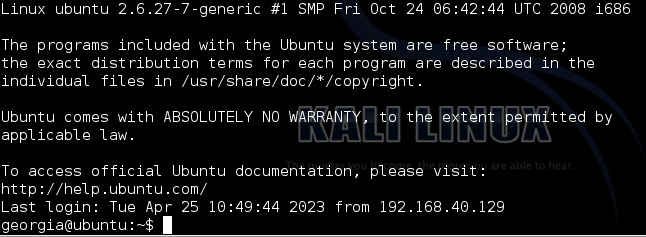 Linux ubuntu 2.6.27-7-generic #1 SMP Fri Oct 24 06:42:44 UTC 2008 i686

The programs included with the Ubuntu system are free software;
the exact distribution terms for each program are described in the
individual files in /usr/share/doc/*/copyright.

Ubuntu comes with ABSOLUTELY NO WARRANTY, to the extent permitted by
applicable law.
KALI LINUX
The quieter you become, the more you are able to hear.

To access official Ubuntu documentation, please visit:
http://help.ubuntu.com/
Last login: Tue Apr 25 10:49:44 2023 from 192.168.40.129
georgia@ubuntu:~$